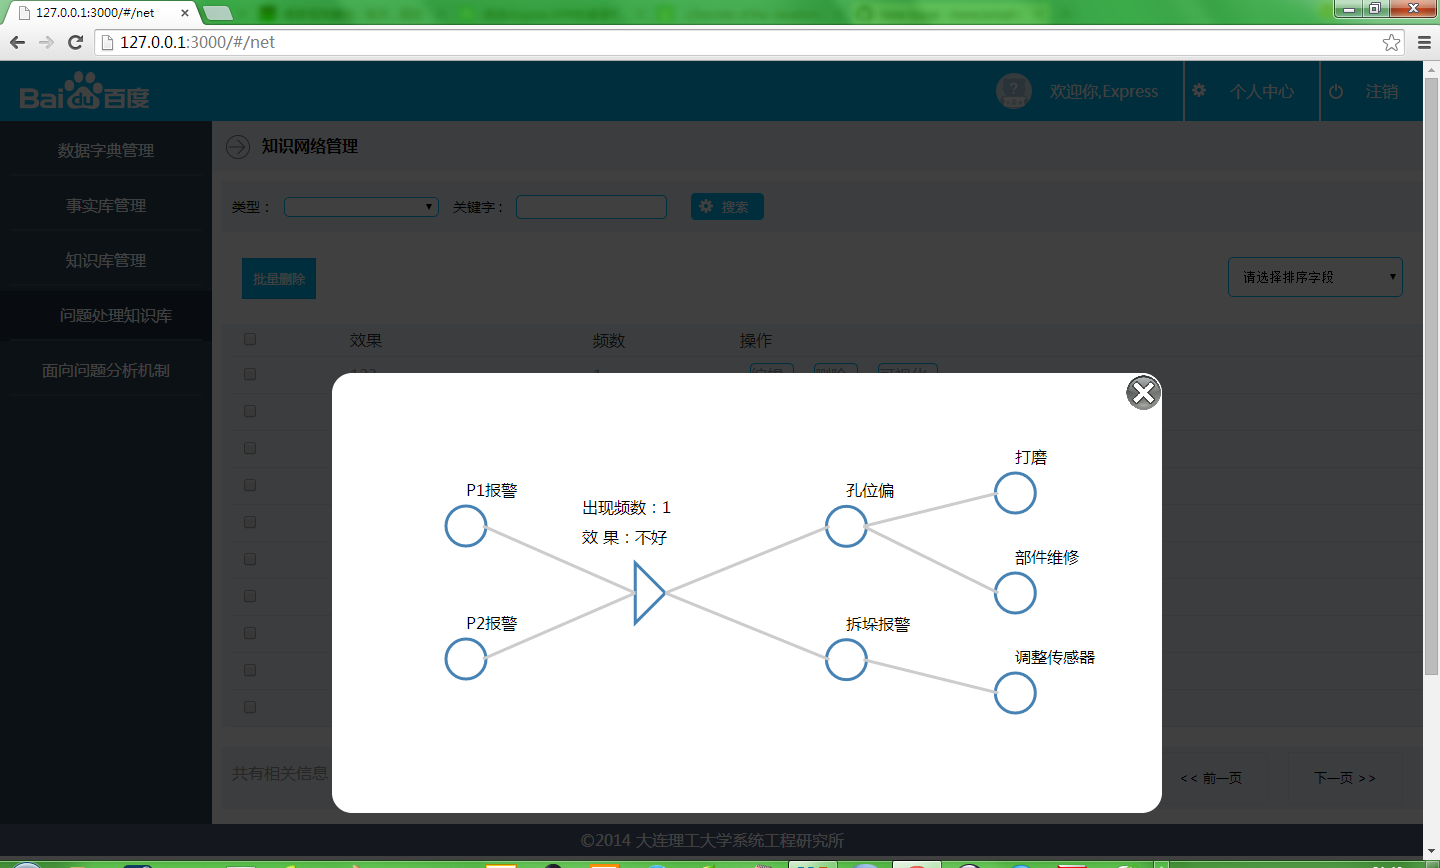 127.0.0.1:3000/#/net
127.0.0.1:3000/#/net
Baidu百度
欢迎你,Express
个人中心
注销
数据字典管理
事实库管理
知识库管理
问题处理知识库
面向问题分析机制
知识网络管理
类型：
关键字：
搜索
批量删除
请选择排序字段
效果
频数
操作
P1报警
P2报警
出现频数：1
效 果：不好
孔位偏
拆垛报警
打磨
部件维修
调整传感器
共有相关信息
<< 前一页
下一页 >>
©2014 大连理工大学系统工程研究所